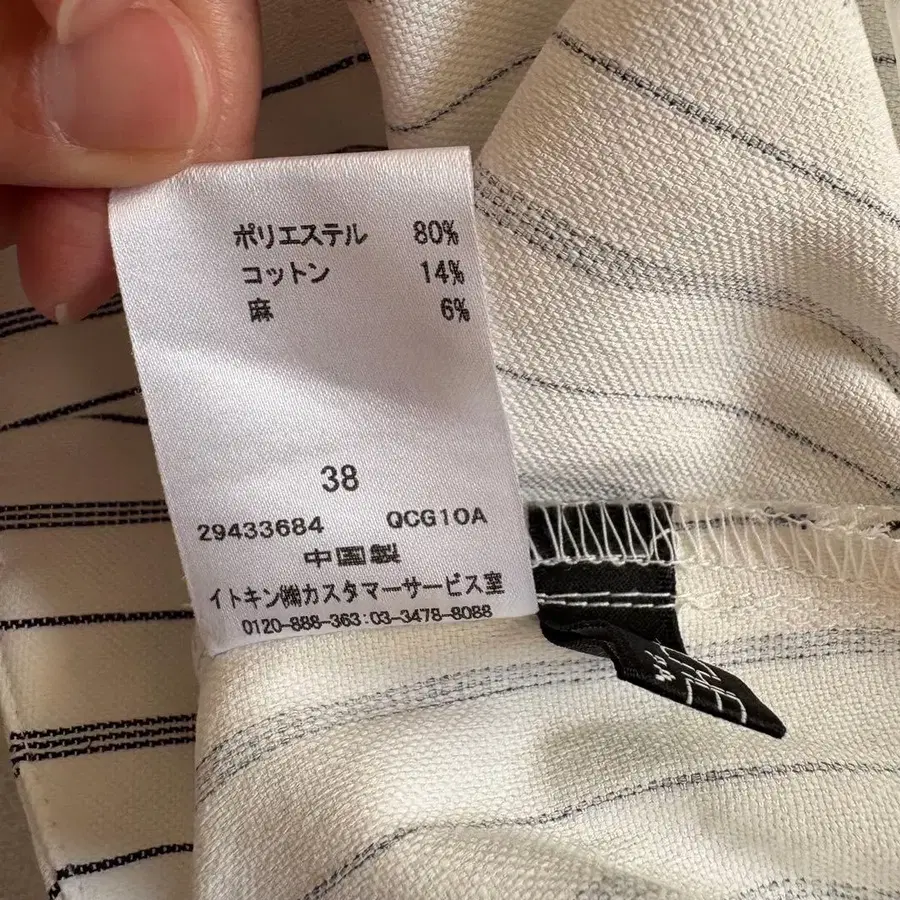 ポリエステル 80%
コットン 14%
麻 6%
38
29433684 QCG10A
中国製
イトキン㈱カスタマーサービス室
0120-888-363:03-3478-8088